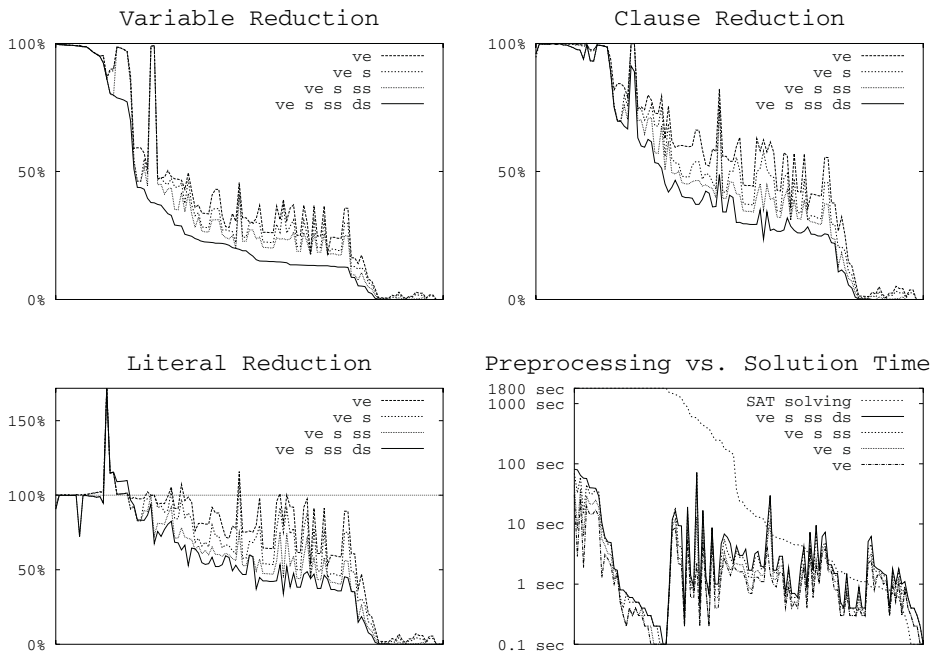 Variable Reduction
100%
50%
0%
ve
ve s
ve s ss
ve s ss ds
Clause Reduction
100%
50%
0%
ve
ve s
ve s ss
ve s ss ds
Literal Reduction
150%
100%
50%
0%
ve
ve s
ve s ss
ve s ss ds
Preprocessing vs. Solution Time
1800 sec
1000 sec
100 sec
10 sec
1 sec
0.1 sec
SAT solving
ve s ss ds
ve s ss
ve s
ve